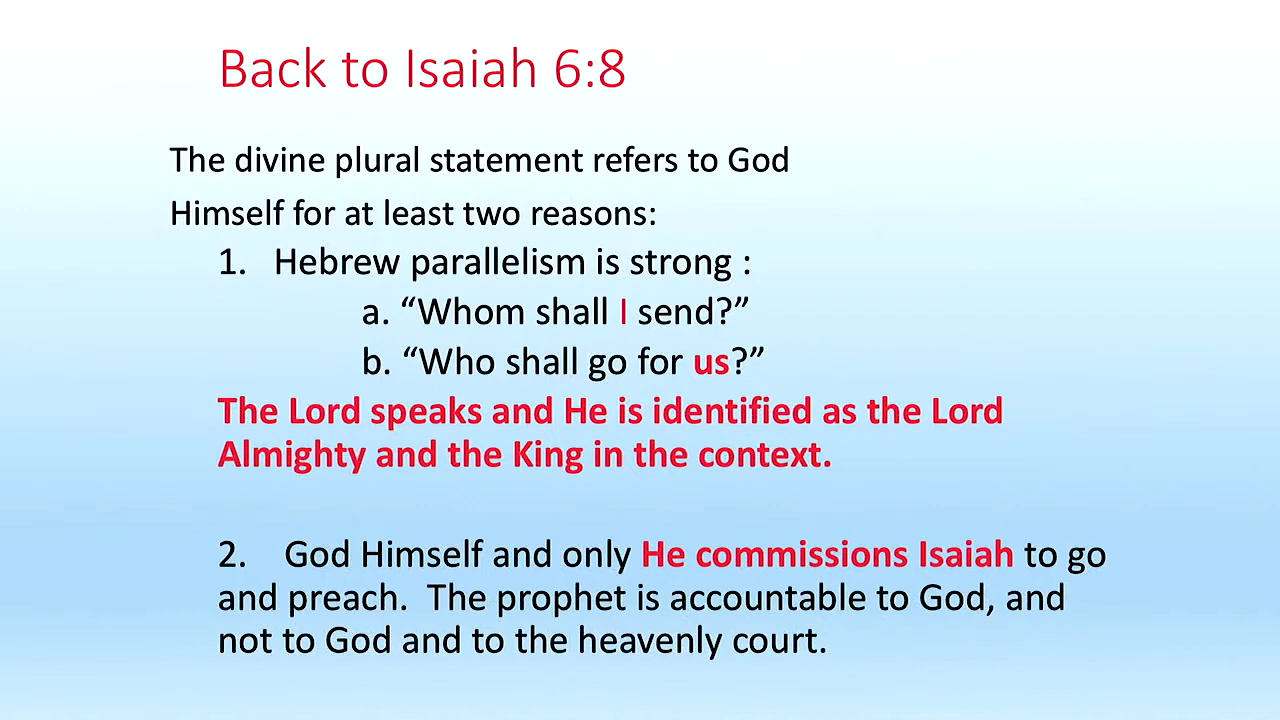 Back to Isaiah 6:8
The divine plural statement refers to God
Himself for at least two reasons:
1. Hebrew parallelism is strong :
a. “Whom shall I send?”
b. “Who shall go for us?”
The Lord speaks and He is identified as the Lord
Almighty and the King in the context.
2. God Himself and only He commissions Isaiah to go
and preach. The prophet is accountable to God, and
not to God and to the heavenly court.